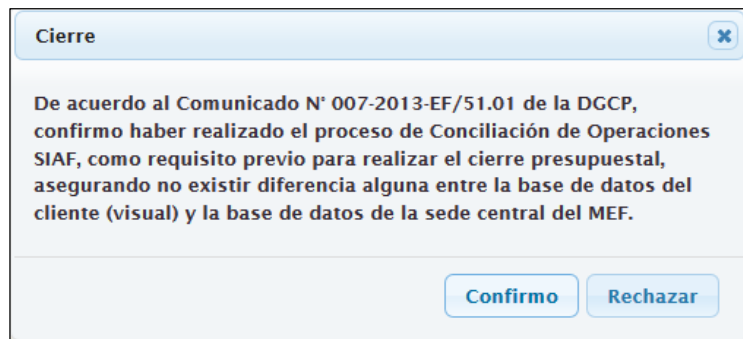 Cierre
De acuerdo al Comunicado N° 007-2013-EF/51.01 de la DGCP,
confirmo haber realizado el proceso de Conciliación de Operaciones
SIAF, como requisito previo para realizar el cierre presupuestal,
asegurando no existir diferencia alguna entre la base de datos del
cliente (visual) y la base de datos de la sede central del MEF.
Confirmo Rechazar